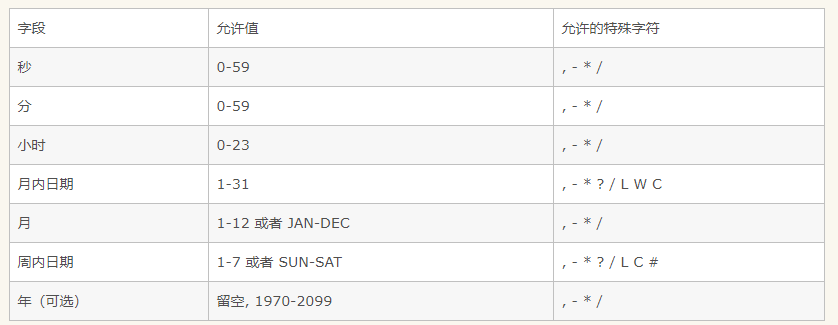 字段 允许值 允许的特殊字符
秒 0-59 , - * /
分 0-59 , - * /
小时 0-23 , - * /
月内日期 1-31 , - * ? / L W C
月 1-12 或者 JAN-DEC , - * /
周内日期 1-7 或者 SUN-SAT , - * ? / L C #
年（可选） 留空, 1970-2099 , - * /